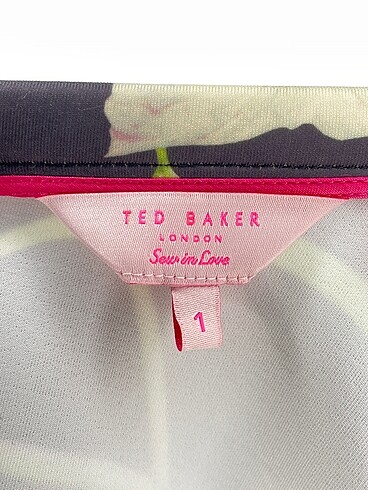 TED BAKER
LONDON
Sew in Love
1